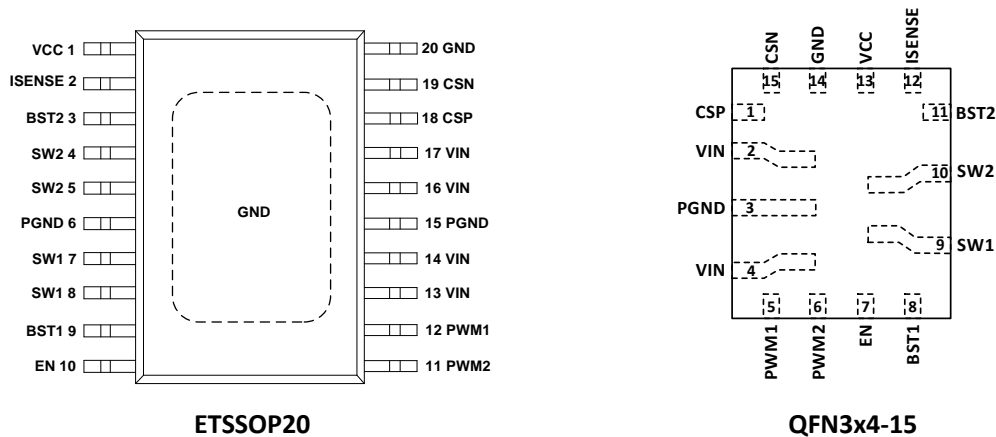 VCC 1
ISENSE 2
BST2 3
SW2 4
SW2 5
PGND 6
SW1 7
SW1 8
BST1 9
EN 10
GND
20 GND
19 CSN
18 CSP
17 VIN
16 VIN
15 PGND
14 VIN
13 VIN
12 PWM1
11 PWM2
ETSSOP20
CSN
GND
VCC
ISENSE
15
14
13
12
CSP 1
VIN 2
PGND 3
VIN 4
11 BST2
10 SW2
9 SW1
5
6
7
8
PWM1
PWM2
EN
BST1
QFN3x4-15